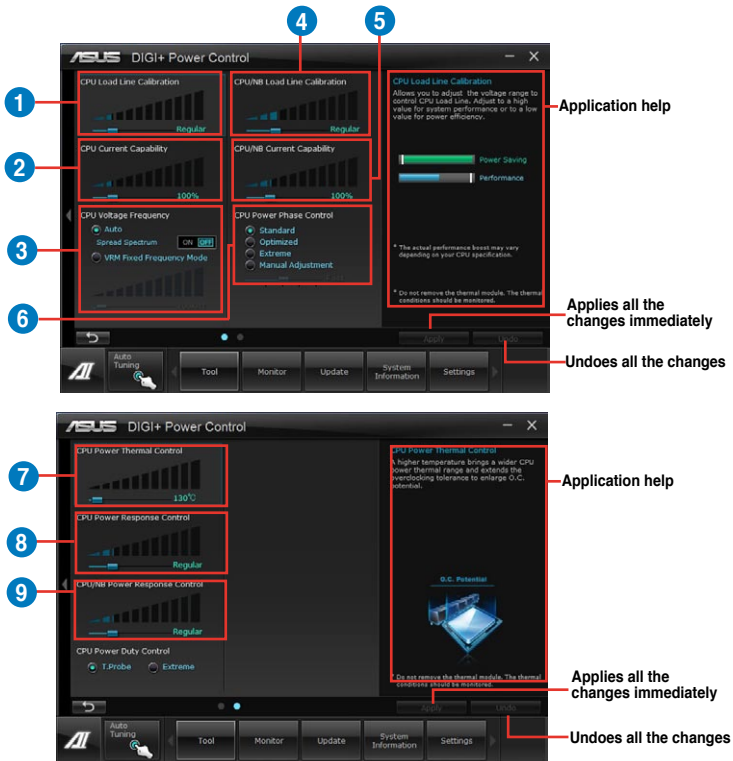 4
5
ASUS DIGI+ Power Control
1
CPU Load Line Calibration
Regular
CPU/NB Load Line Calibration
Regular
CPU Load Line Calibration
Allows you to adjust the voltage range to
control CPU Load Line. Adjust to a high
value for system performance or to a low
value for power efficiency.
Power Saving
Performance
* The actual performance boost may vary
depending on your CPU specification.
* Do not remove the thermal module. The thermal
conditions should be monitored.
Application help
2
CPU Current Capability
100%
CPU/NB Current Capability
100%
3
CPU Voltage Frequency
Auto
Spread Spectrum ON OFF
VRM Fixed Frequency Mode
6
CPU Power Phase Control
Standard
Optimized
Extreme
Manual Adjustment
Apply
Undo
Applies all the
changes immediately
Undoes all the changes
AI
Auto
Tuning
Tool
Monitor
Update
System
Information
Settings
ASUS DIGI+ Power Control
7
CPU Power Thermal Control
130°C
8
CPU Power Response Control
Regular
9
CPU/NB Power Response Control
Regular
CPU Power Duty Control
T.Probe Extreme
CPU Power Thermal Control
A higher temperature brings a wider CPU
power thermal range and extends the
overclocking tolerance to enlarge O.C.
potential.
O.C. Potential
* Do not remove the thermal module. The thermal
conditions should be monitored.
Application help
Apply
Undo
Applies all the
changes immediately
Undoes all the changes
AI
Auto
Tuning
Tool
Monitor
Update
System
Information
Settings